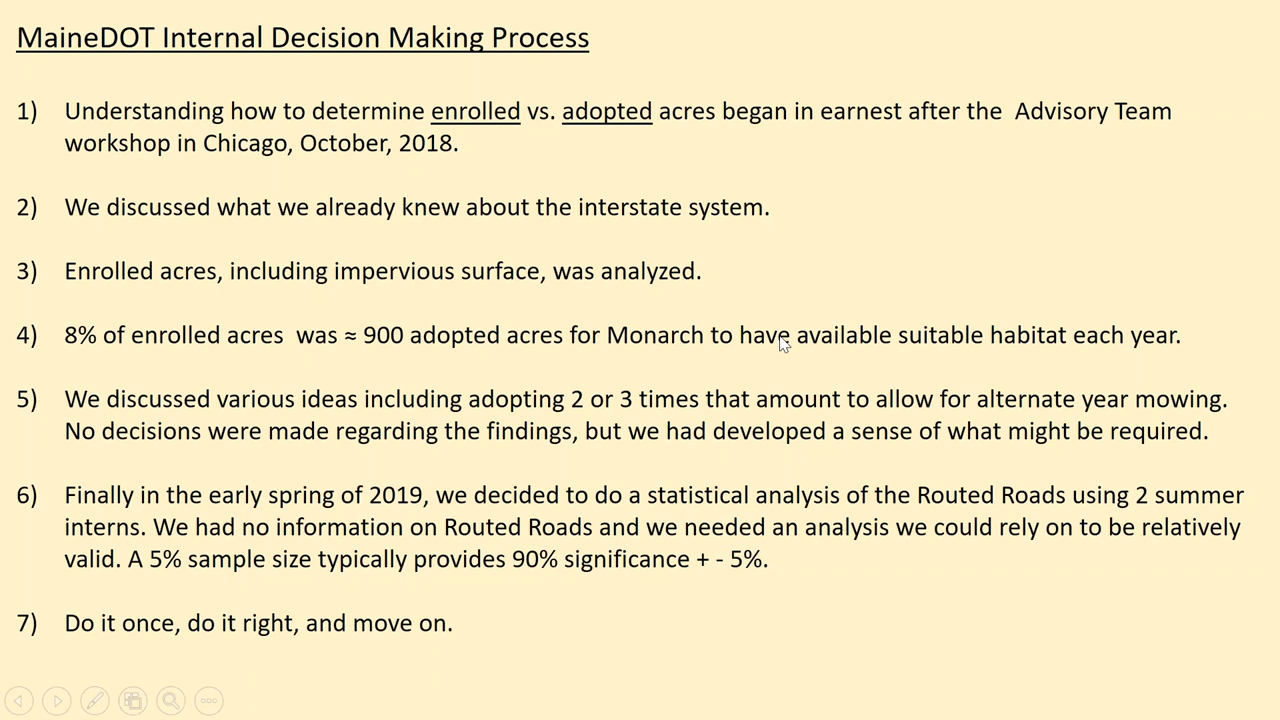 MaineDOT Internal Decision Making Process
1) Understanding how to determine enrolled vs. adopted acres began in earnest after the  Advisory Team
workshop in Chicago, October, 2018.
2) We discussed what we already knew about the interstate system.
3) Enrolled acres, including impervious surface, was analyzed.
4) 8% of enrolled acres  was ≈ 900 adopted acres for Monarch to have available suitable habitat each year.
5) We discussed various ideas including adopting 2 or 3 times that amount to allow for alternate year mowing.
No decisions were made regarding the findings, but we had developed a sense of what might be required.
6) Finally in the early spring of 2019, we decided to do a statistical analysis of the Routed Roads using 2 summer
interns. We had no information on Routed Roads and we needed an analysis we could rely on to be relatively
valid. A 5% sample size typically provides 90% significance + - 5%.
7) Do it once, do it right, and move on.